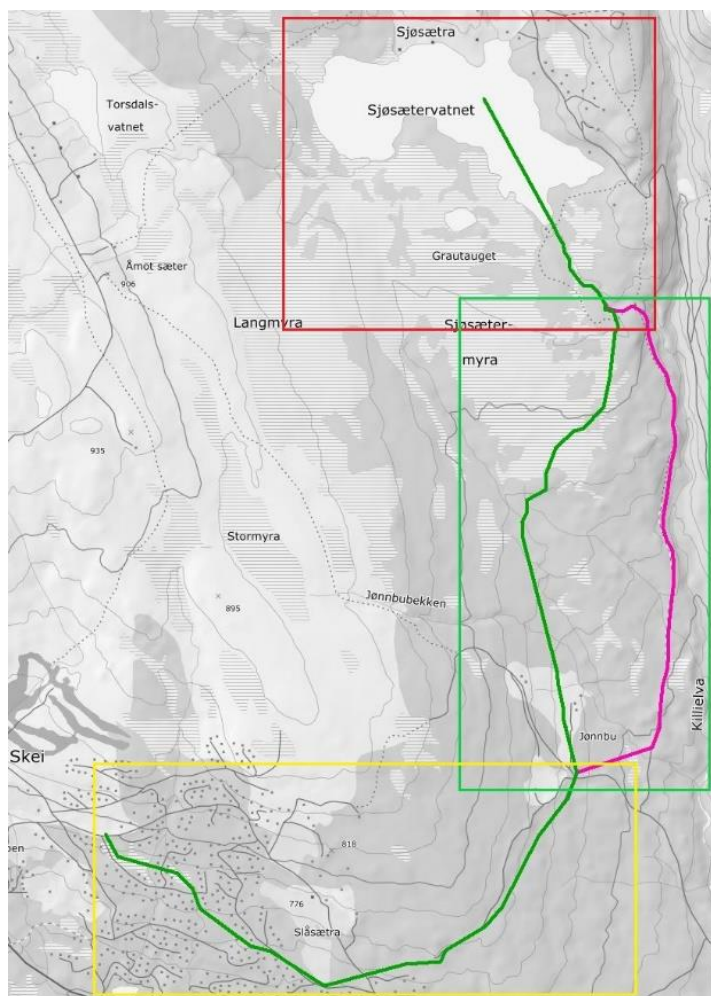 Sjøsætra
Torsdals-
vatnet
Sjøsætervatnet
Grautauget
Åmot sæter
906
Langmyra
Sjøsæter-
myra
935
Stormyra
Jønnbubekken
895
Killielva
Jønnbu
Skei
818
776
Slåsætra